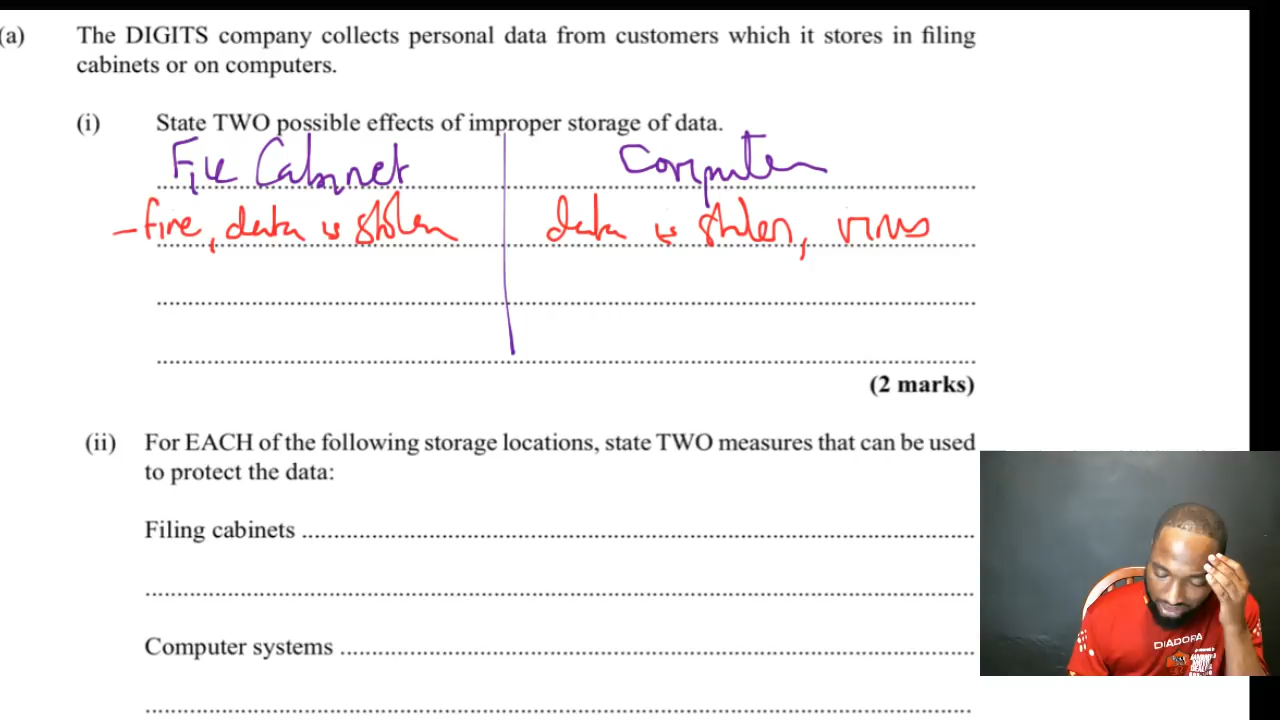 (a) The DIGITS company collects personal data from customers which it stores in filing
cabinets or on computers.
(i) State TWO possible effects of improper storage of data.
File Cabinet Computer
- fire, data is stolen data is stolen, virus
(2 marks)
(ii) For EACH of the following storage locations, state TWO measures that can be used
to protect the data:
Filing cabinets
Computer systems
DIADORA